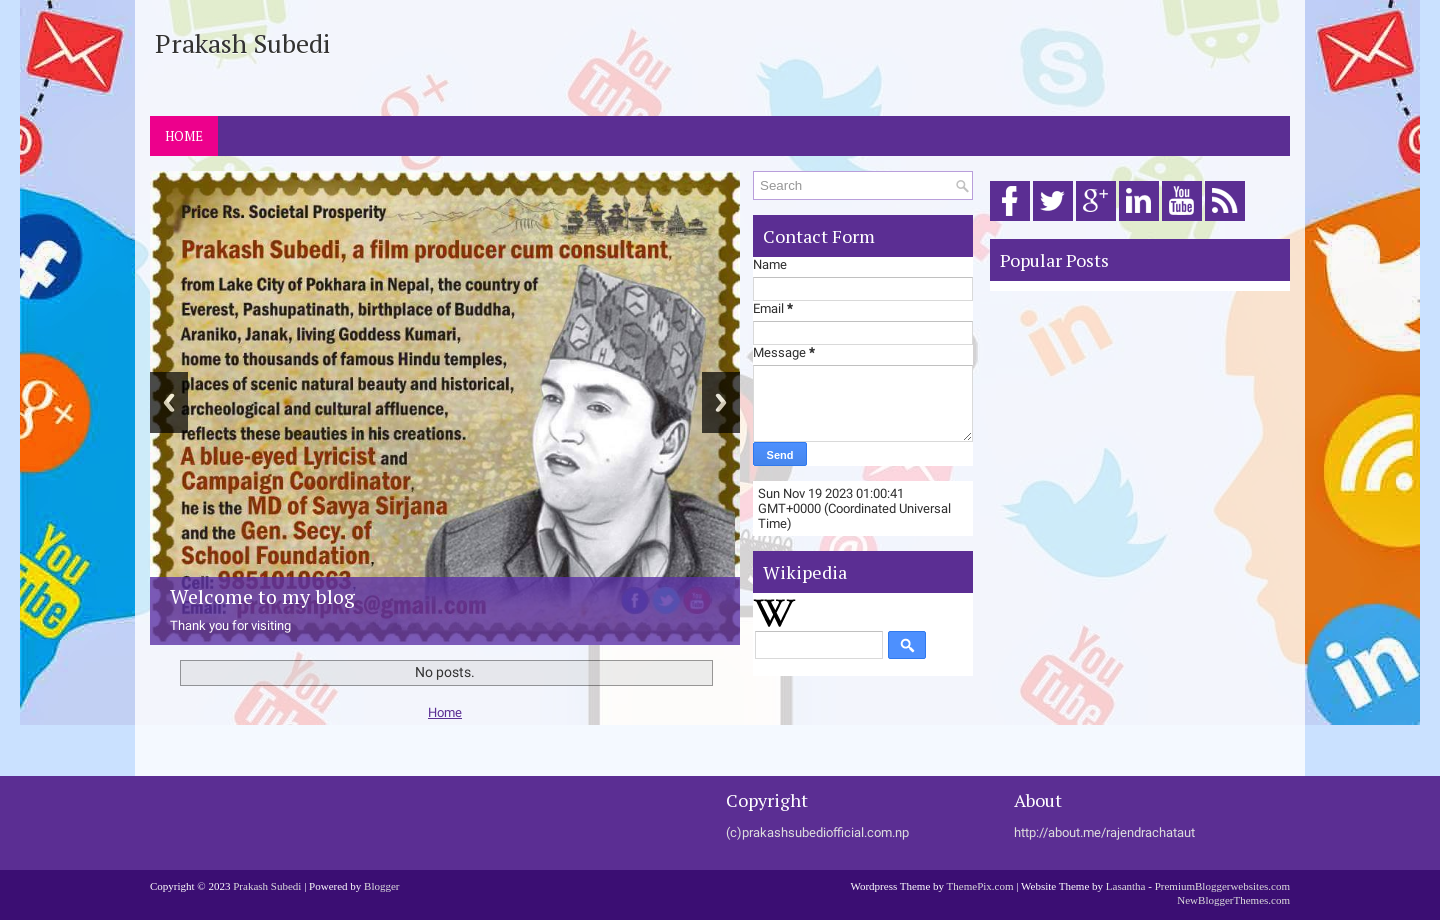 Prakash Subedi
HOME
Price Rs. Societal Prosperity
Prakash Subedi, a film producer cum consultant,
from Lake City of Pokhara in Nepal, the country of
Everest, Pashupatinath, birthplace of Buddha,
Araniko, Janak, living Goddess Kumari,
home to thousands of famous Hindu temples,
places of scenic natural beauty and historical,
archeological and cultural affluence,
reflects these beauties in his creations.
A blue-eyed Lyricist and
Campaign Coordinator,
he is the MD of Savya Sirjana
and the Gen. Secy. of
School Foundation,
Cell: 9851010663,
Email:
Welcome to my blog
Thank you for visiting
No posts.
Home
Search
Contact Form
Name
Email *
Message *
Send
Sun Nov 19 2023 01:00:41
GMT+0000 (Coordinated Universal
Time)
Wikipedia
W
You
Tube
Popular Posts
Copyright
(c)prakashsubediofficial.com.np
About
http://about.me/rajendrachataut
Copyright © 2023 Prakash Subedi | Powered by Blogger
Wordpress Theme by ThemePix.com | Website Theme by Lasantha - PremiumBloggerwebsites.com
NewBloggerThemes.com